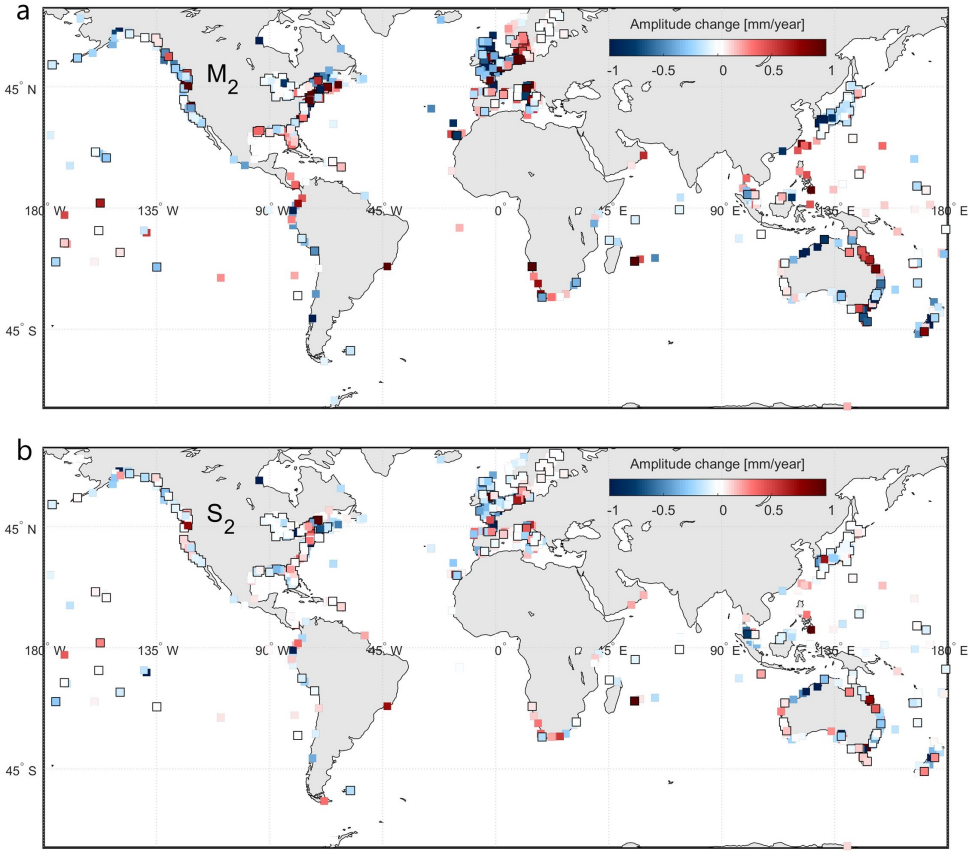 a
Amplitude change [mm/year]
-1 -0.5 0 0.5 1
M2
45° N
180° W 135° W 90° W 45° W 0° 45° E 90° E 135° E 180° E
45° S
b
Amplitude change [mm/year]
-1 -0.5 0 0.5 1
S2
45° N
180° W 135° W 90° W 45° W 0° 45° E 90° E 135° E 180° E
45° S